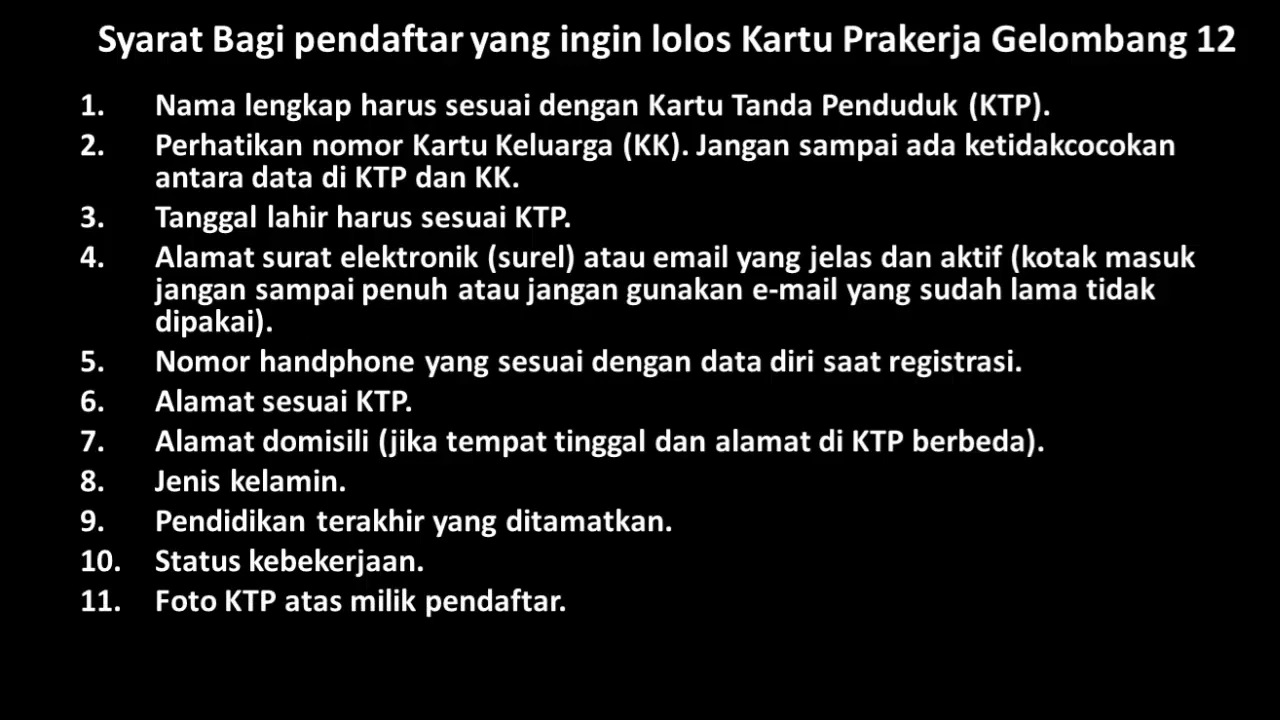 Syarat Bagi pendaftar yang ingin lolos Kartu Prakerja Gelombang 12
1. Nama lengkap harus sesuai dengan Kartu Tanda Penduduk (KTP).
2. Perhatikan nomor Kartu Keluarga (KK). Jangan sampai ada ketidakcocokan
antara data di KTP dan KK.
3. Tanggal lahir harus sesuai KTP.
4. Alamat surat elektronik (surel) atau email yang jelas dan aktif (kotak masuk
jangan sampai penuh atau jangan gunakan e-mail yang sudah lama tidak
dipakai).
5. Nomor handphone yang sesuai dengan data diri saat registrasi.
6. Alamat sesuai KTP.
7. Alamat domisili (jika tempat tinggal dan alamat di KTP berbeda).
8. Jenis kelamin.
9. Pendidikan terakhir yang ditamatkan.
10. Status kebekerjaan.
11. Foto KTP atas milik pendaftar.